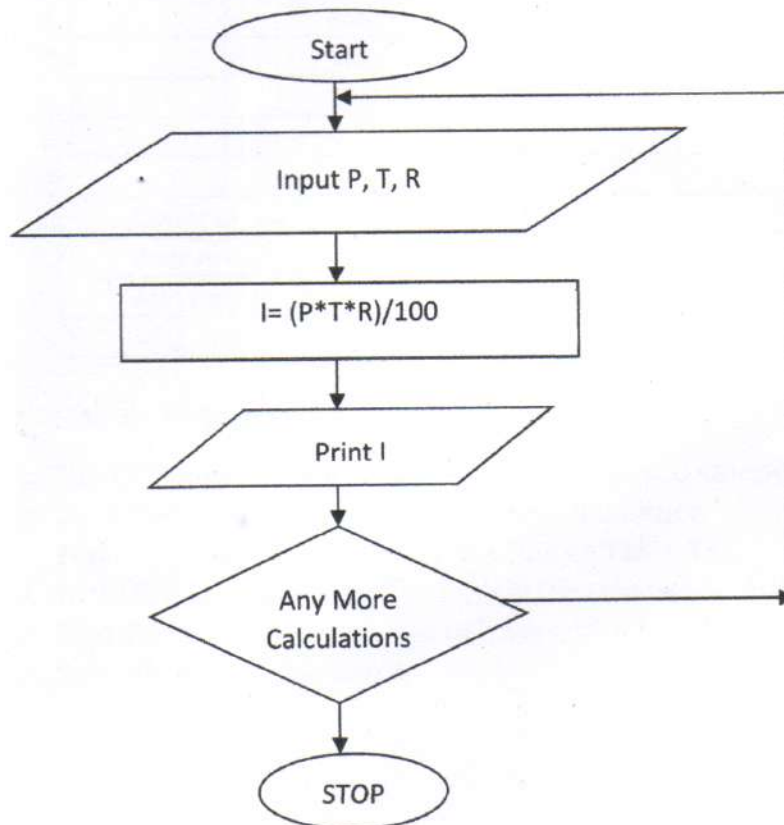 Start
Input P, T, R
I= (P*T*R)/100
Print I
Any More
Calculations
STOP